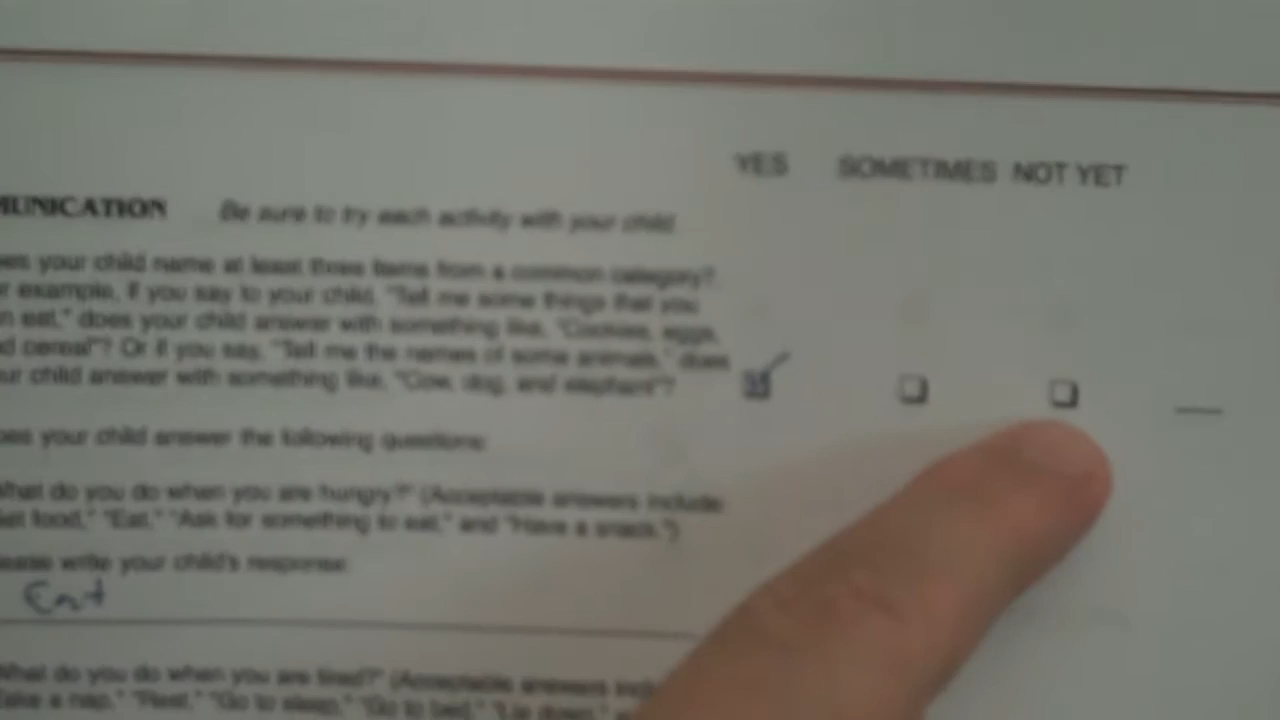 YES SOMETIMES NOT YET
MUNICATION Be sure to try each activity with your child.
es your child name at least three items from a common category?
r example, if you say to your child, "Tell me some things that you
n eat," does your child answer with something like, "Cookies, eggs,
d cereal"? Or if you say, "Tell me the names of some animals," does
ur child answer with something like, "Cow, dog, and elephant"?
oes your child answer the following questions:
hat do you do when you are hungry?" (Acceptable answers include
et food," "Eat," "Ask for something to eat," and "Have a snack.")
ease write your child's response:
Eat
hat do you do when you are tired?" (Acceptable answers incl
ake a nap," "Rest," "Go to sleep," "Go to bed," "Lie down,"